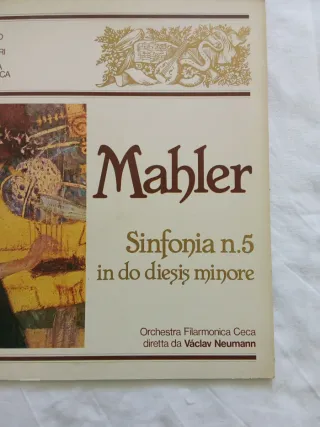 Mahler
Sinfonia n.5
in do diesis minore
Orchestra Filarmonica Ceca
diretta da Václav Neumann